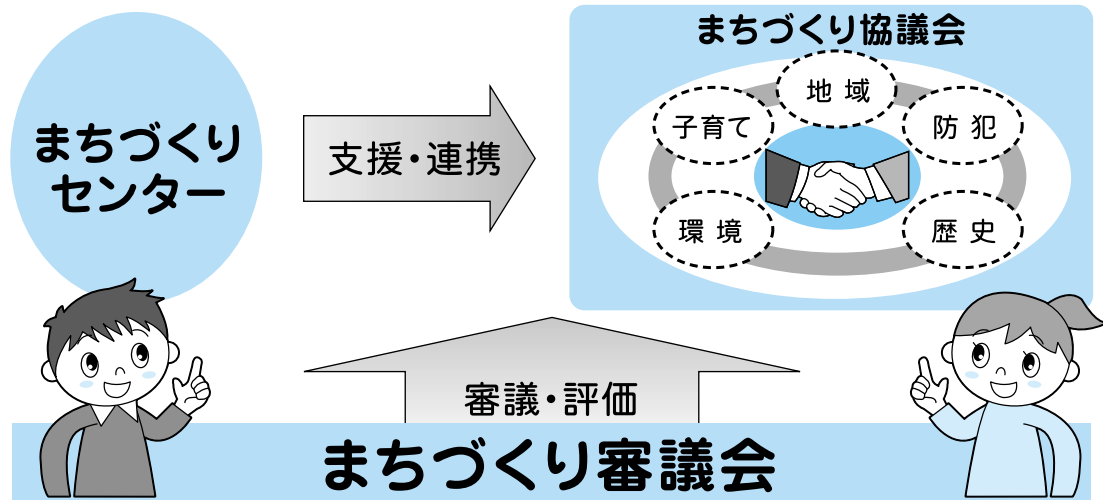 まちづくり
センター
支援・連携
まちづくり協議会
地域
子育て
防犯
環境
歴史
審議・評価
まちづくり審議会